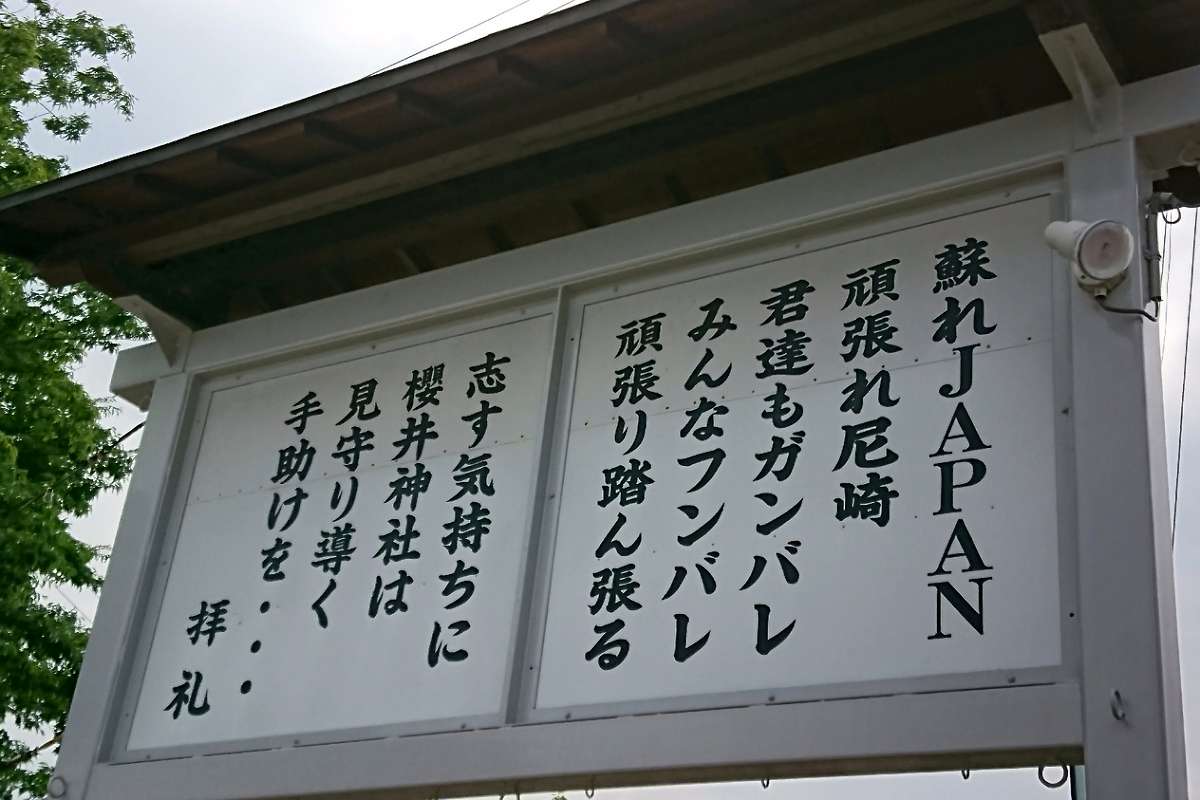 蘇れJAPAN
頑張れ尼崎
君達もガンバレ
みんなフンバレ
頑張り踏ん張る
志す気持ちに
櫻井神社は
見守り導く
手助けを・・・
拝礼